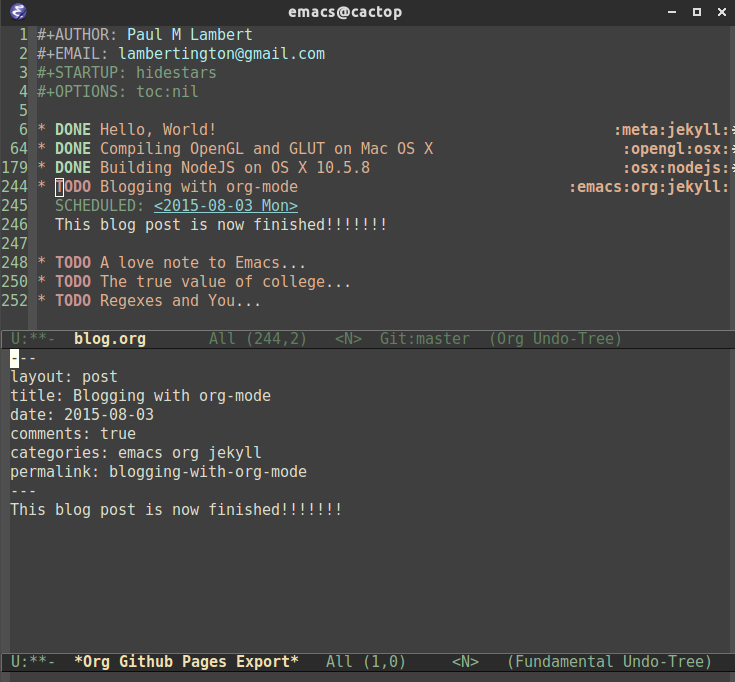 emacs@cactop
1 #+AUTHOR: Paul M Lambert
2 #+EMAIL: lambertington@gmail.com
3 #+STARTUP: hidestars
4 #+OPTIONS: toc:nil
5
6 * DONE Hello, World! :meta:jekyll:
64 * DONE Compiling OpenGL and GLUT on Mac OS X :opengl:osx:
179 * DONE Building NodeJS on OS X 10.5.8 :osx:nodejs:
244 * TODO Blogging with org-mode :emacs:org:jekyll:
245 SCHEDULED: <2015-08-03 Mon>
246 This blog post is now finished!!!!!!!
247
248 * TODO A love note to Emacs...
250 * TODO The true value of college...
252 * TODO Regexes and You...
U:**- blog.org All (244,2) <N> Git:master (Org Undo-Tree)
---
layout: post
title: Blogging with org-mode
date: 2015-08-03
comments: true
categories: emacs org jekyll
permalink: blogging-with-org-mode
---
This blog post is now finished!!!!!!!
U:**- *Org Github Pages Export* All (1,0) <N> (Fundamental Undo-Tree)